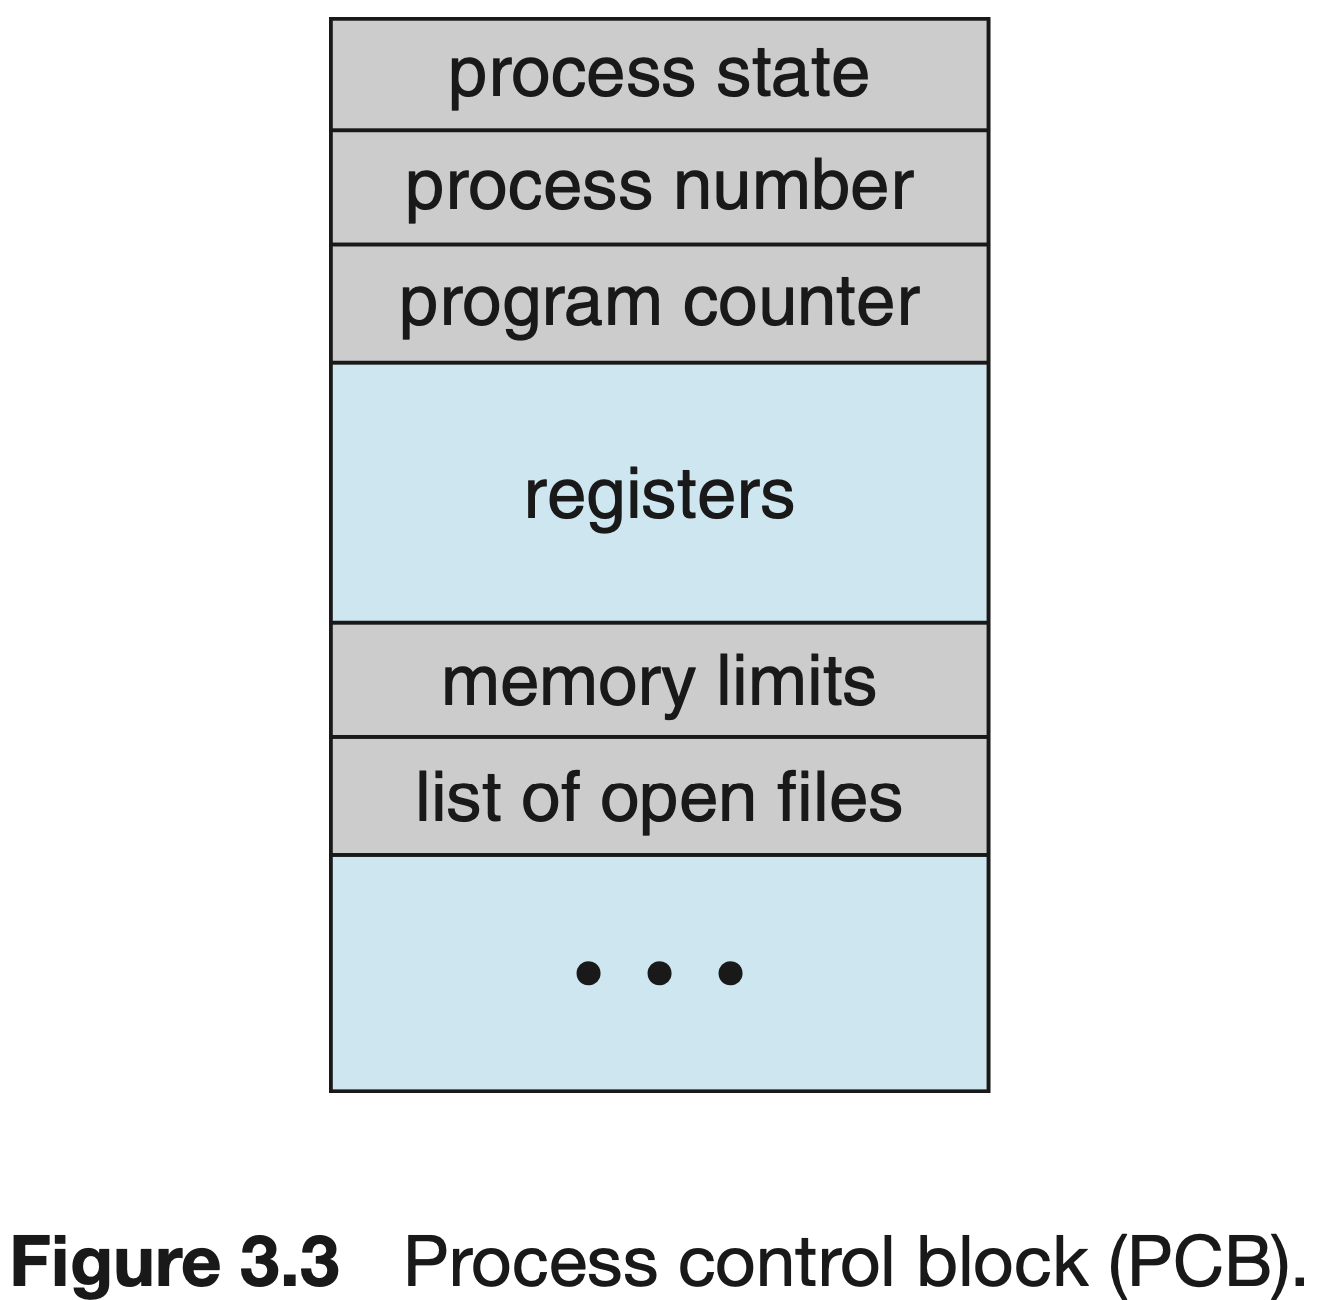 process state
process number
program counter
registers
memory limits
list of open files
• • •
Figure 3.3 Process control block (PCB).